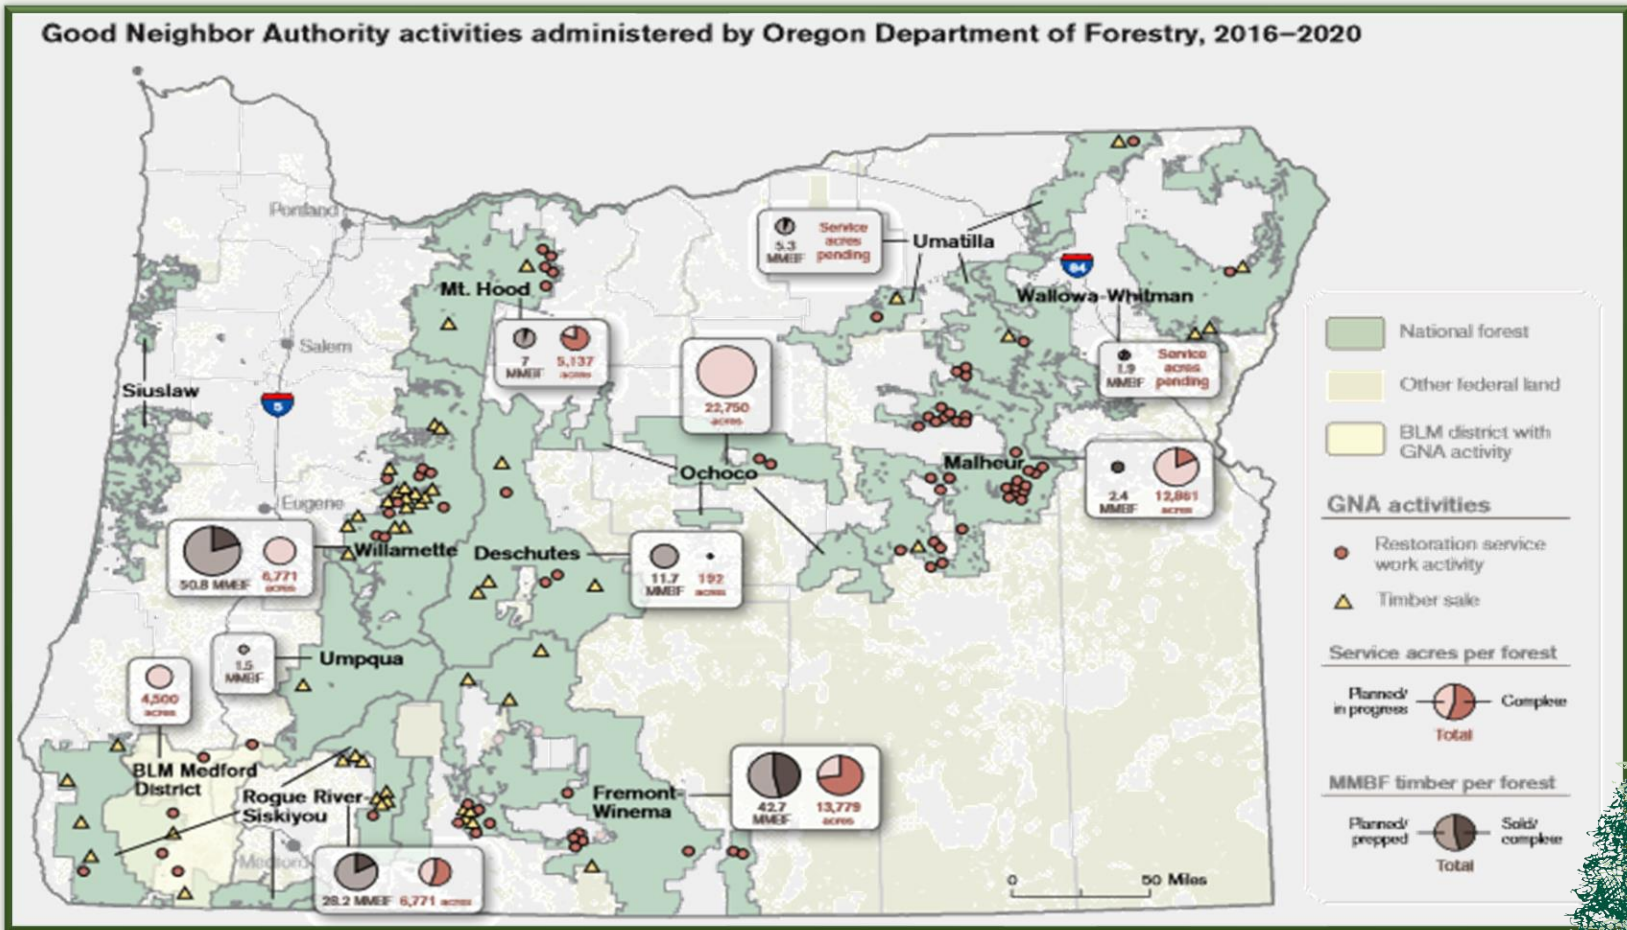 Good Neighbor Authority activities administered by Oregon Department of Forestry, 2016–2020
Portland
Mt. Hood
7
MMBF
5,137
acres
5.3
MMBF
Service
acres
pending
Umatilla
84
Wallowa-Whitman
1.9
MMBF
Service
acres
pending
Salem
Siuslaw
5
22,750
acres
Ochoco
Malheur
2.4
MMBF
12,861
acres
Eugene
50.8 MMBF
6,771
acres
Willamette
Deschutes
11.7
MMBF
192
acres
1.5
MMBF
Umpqua
4,500
acres
BLM Medford
District
Rogue River-
Siskiyou
Medford
28.2 MMBF
6,771 acres
Fremont-
Winema
42.7
MMBF
13,779
acres
0
50 Miles
National forest
Other federal land
BLM district with
GNA activity
GNA activities
Restoration service
work activity
Timber sale
Service acres per forest
Planned/
in progress
Complete
Total
MMBF timber per forest
Planned/
prepped
Sold/
complete
Total